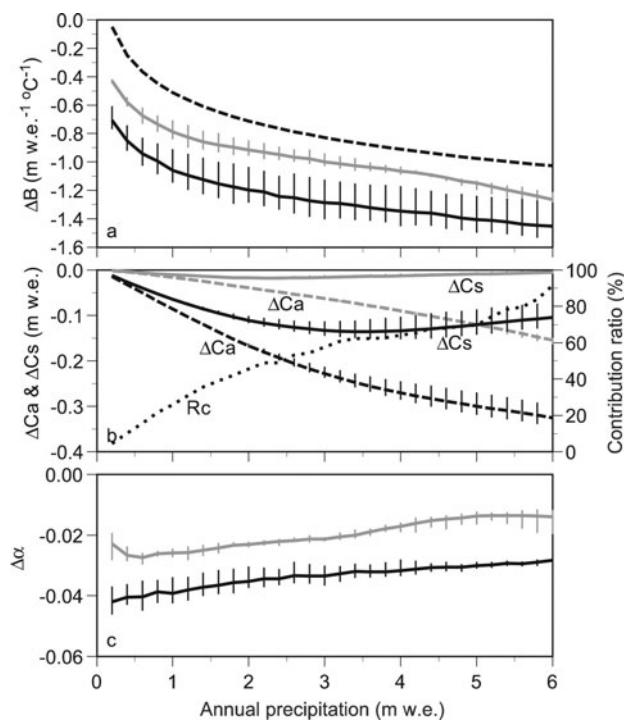 0.0
-0.2
-0.4
-0.6
-0.8
-1.0
-1.2
-1.4
-1.6
ΔB (m w.e.⁻¹ ºC⁻¹)
a
0.0
-0.1
-0.2
-0.3
-0.4
ΔCa & ΔCs (m w.e.)
ΔCs
ΔCa
ΔCs
ΔCa
Rc
b
100
80
60
40
20
0
Contribution ratio (%)
0.00
-0.02
-0.04
-0.06
Δα
c
0 1 2 3 4 5 6
Annual precipitation (m w.e.)